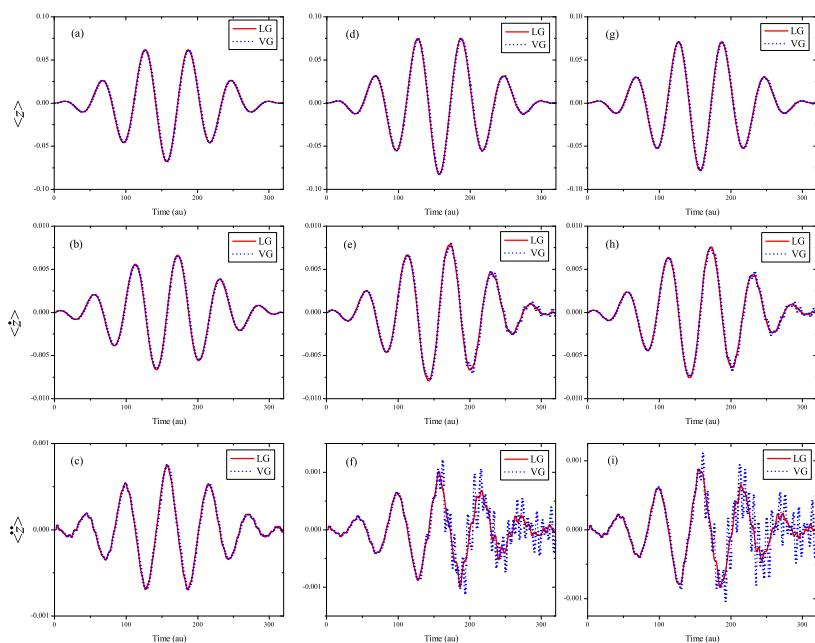 <z>
(a)
LG
VG
0.10
0.05
0.00
-0.05
-0.10
0 100 200 300
Time (au)
(d)
LG
VG
0.10
0.05
0.00
-0.05
-0.10
0 100 200 300
Time (au)
(g)
LG
VG
0.10
0.05
0.00
-0.05
-0.10
0 100 200 300
Time (au)
<ż>
(b)
LG
VG
0.010
0.005
0.000
-0.005
-0.010
0 100 200 300
Time (au)
(e)
LG
VG
0.010
0.005
0.000
-0.005
-0.010
0 100 200 300
Time (au)
(h)
LG
VG
0.010
0.005
0.000
-0.005
-0.010
0 100 200 300
Time (au)
<z̈>
(c)
LG
VG
0.001
0.000
-0.001
0 100 200 300
Time (au)
(f)
LG
VG
0.001
0.000
-0.001
0 100 200 300
Time (au)
(i)
LG
VG
0.001
0.000
-0.001
0 100 200 300
Time (au)